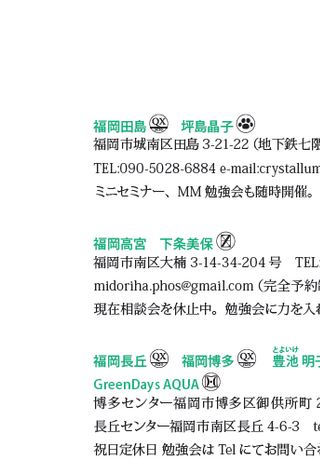 福岡田島 QX 坪島晶子
福岡市城南区田島 3-21-22（地下鉄七隈
TEL:090-5028-6884 e-mail:crystallum
ミニセミナー、MM 勉強会も随時開催。
福岡高宮 下条美保
福岡市南区大楠 3-14-34-204 号 TEL:
midoriha.phos@gmail.com（完全予約
現在相談会を休止中。勉強会に力を入れ
福岡長丘 QX 福岡博多 QX 豊池 明子
とよいけ
GreenDays AQUA H
博多センター福岡市博多区御供所町 2
長丘センター福岡市南区長丘 4-6-3 te
祝日定休日 勉強会は Tel にてお問い合